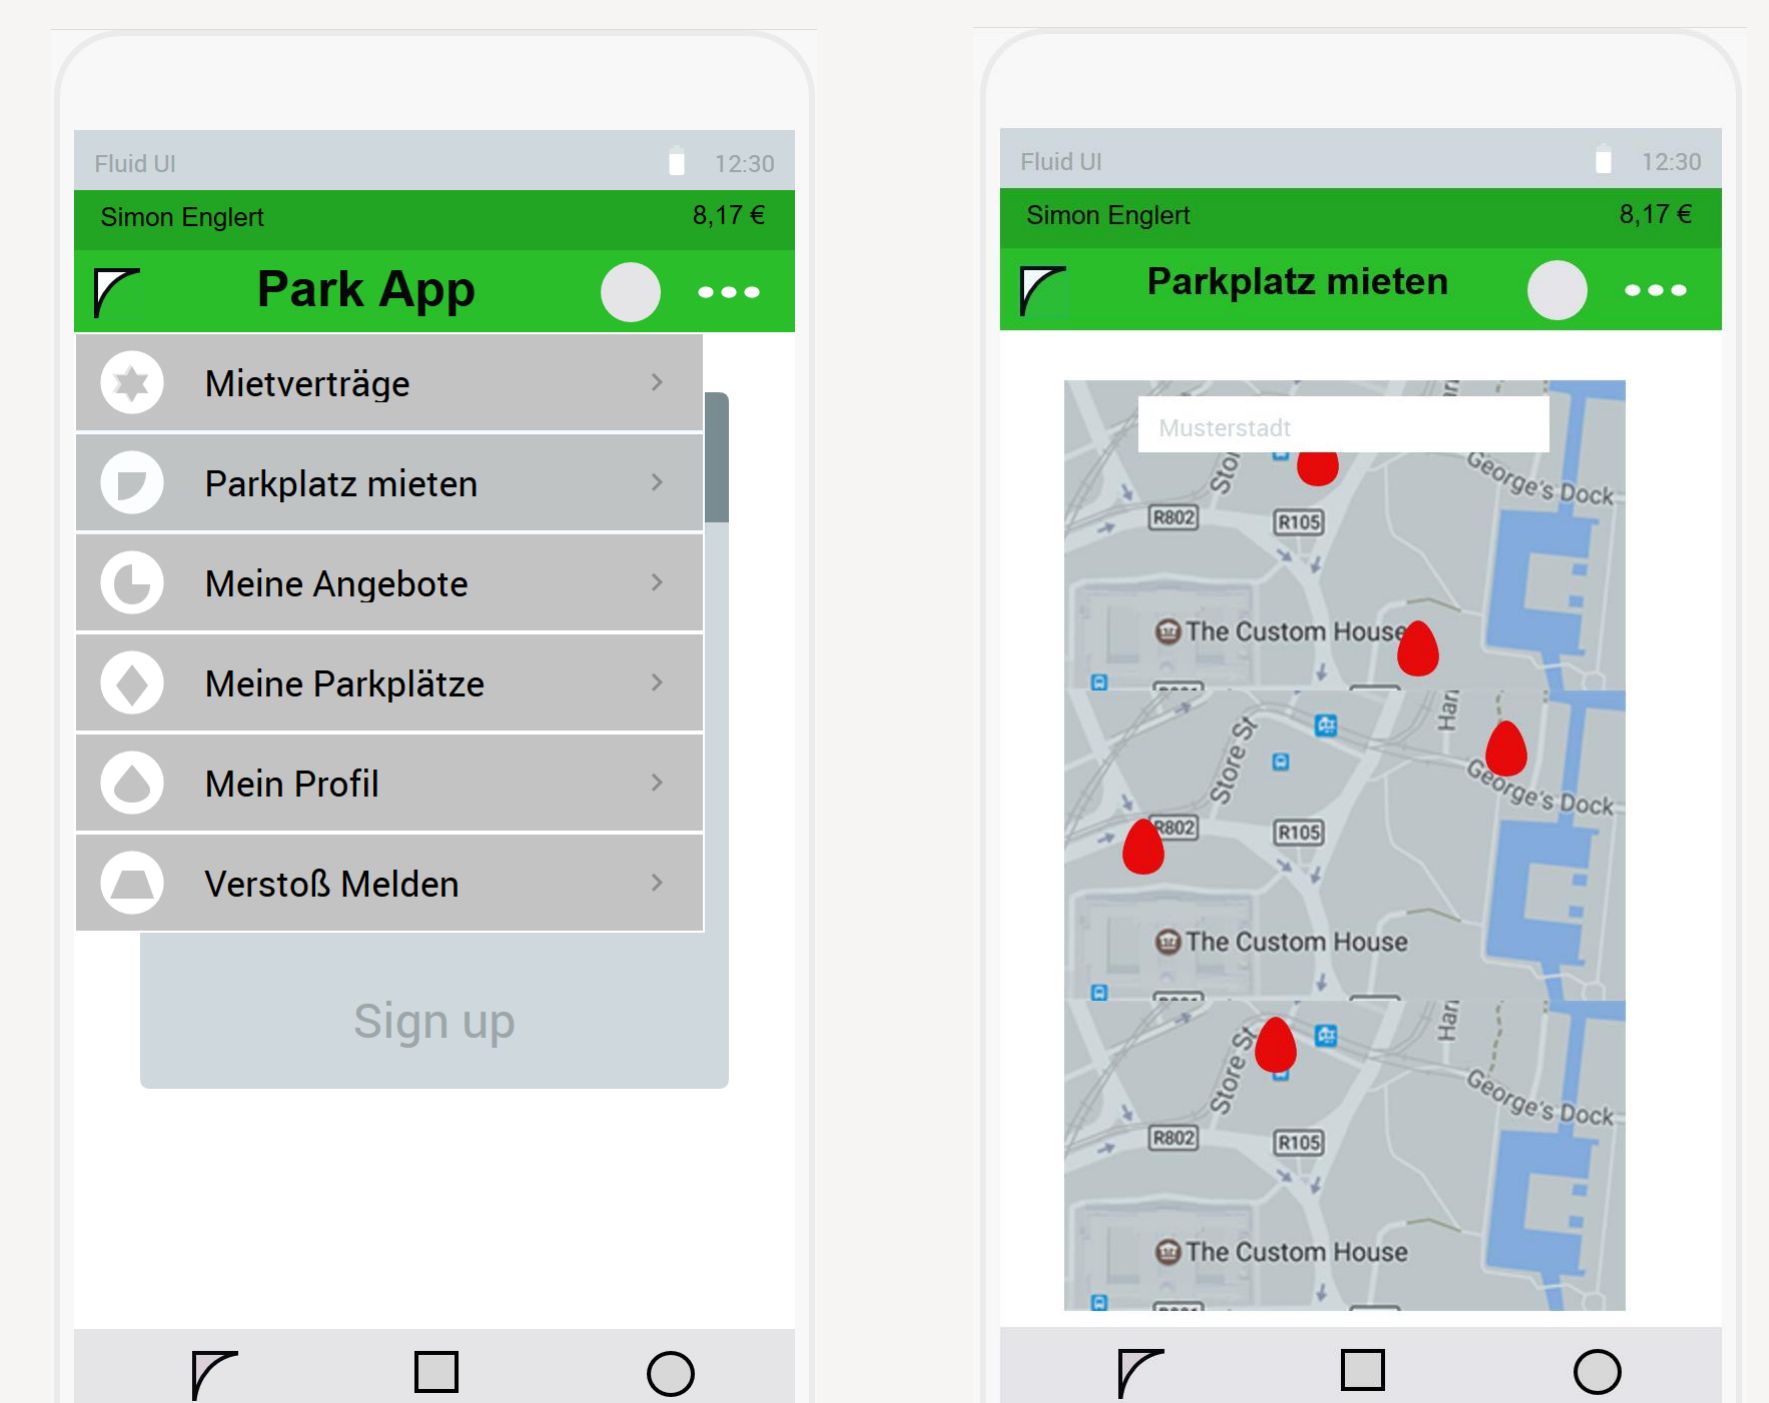 Fluid UI 12:30
Simon Englert 8,17 €
Park App
Mietverträge
Parkplatz mieten
Meine Angebote
Meine Parkplätze
Mein Profil
Verstoß Melden
Sign up
Fluid UI 12:30
Simon Englert 8,17 €
Parkplatz mieten
Musterstadt
George's Dock
R802
R105
The Custom House
Store St
Har
George's Dock
R802
R105
The Custom House
Store St
Har
George's Dock
R802
R105
The Custom House